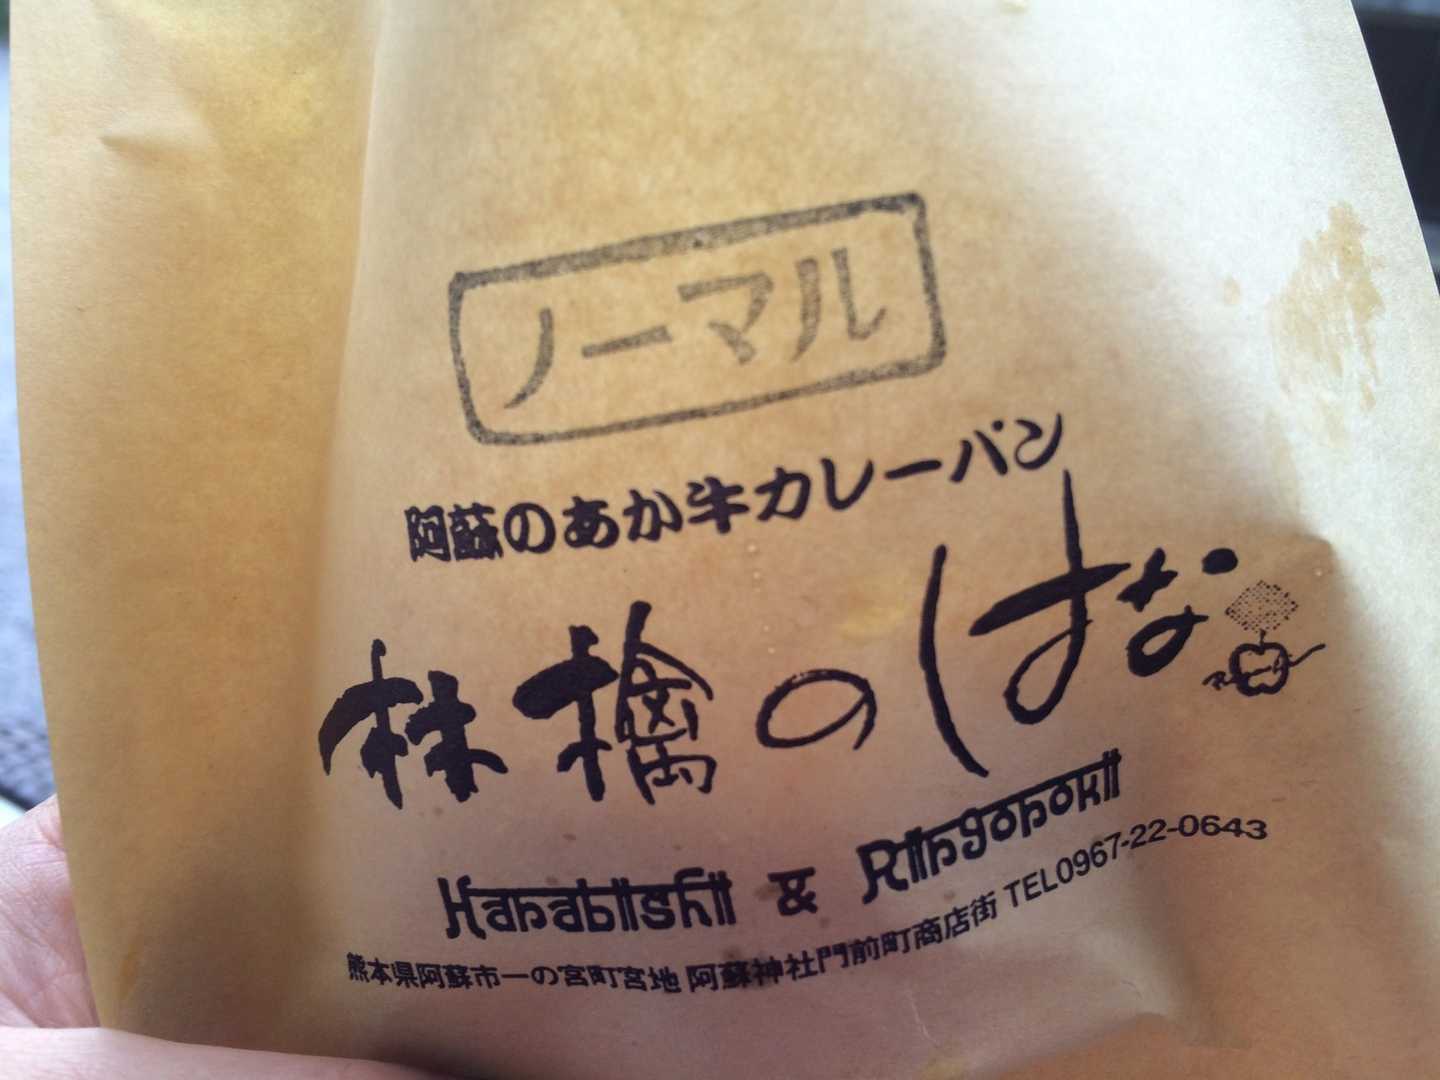 ノーマル
阿蘇のあか牛カレーパン
林檎のはな
Hanabiishii & Riingopokii
熊本県阿蘇市一の宮町宮地 阿蘇神社門前町商店街 TEL0967-22-0643